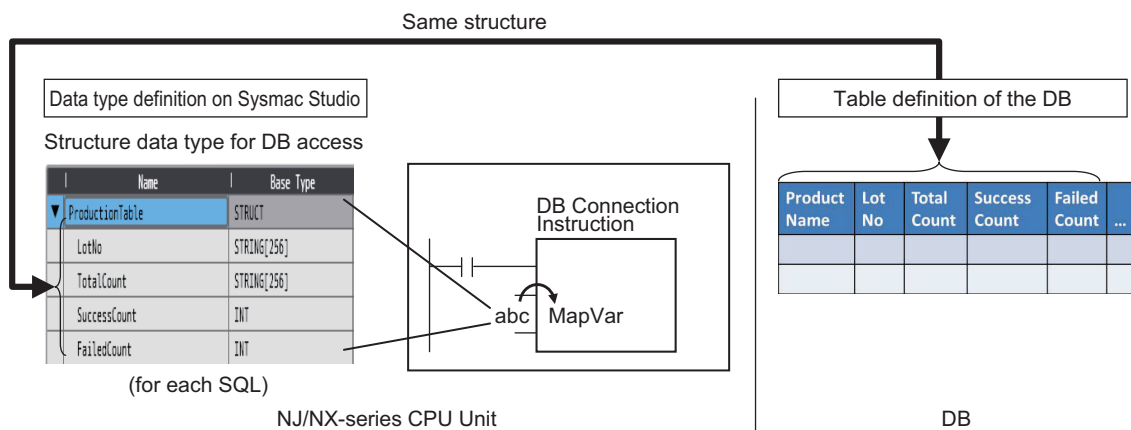 Same structure
Data type definition on Sysmac Studio
Structure data type for DB access
Name Base Type
ProductionTable STRUCT
LotNo STRING[256]
TotalCount STRING[256]
SuccessCount INT
FailedCount INT
(for each SQL)
DB Connection
Instruction
abc MapVar
NJ/NX-series CPU Unit
Table definition of the DB
Product Lot Total Success Failed
Name No Count Count Count ...
DB